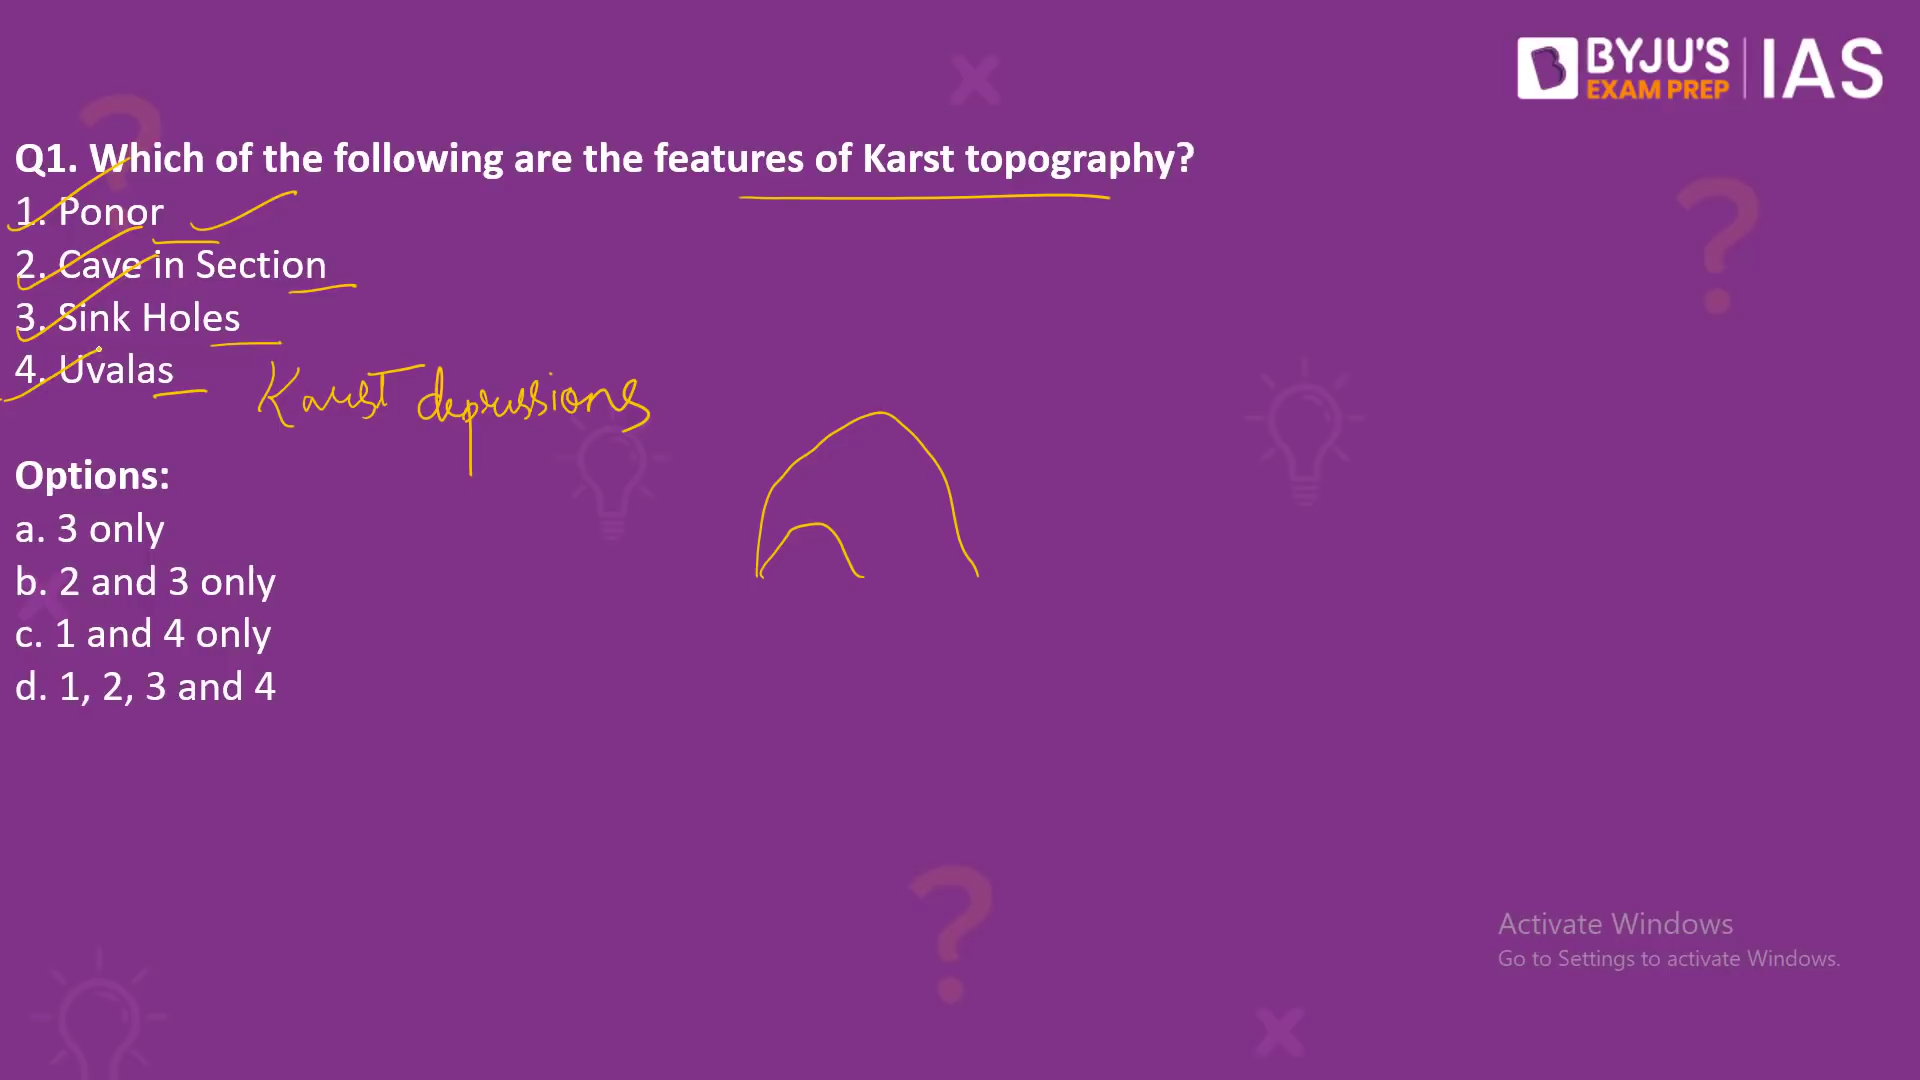 BYJU'S IAS
EXAM PREP
Q1. Which of the following are the features of Karst topography?
1. Ponor
2. Cave in Section
3. Sink Holes
4. Uvalas
Karst depressions
Options:
a. 3 only
b. 2 and 3 only
c. 1 and 4 only
d. 1, 2, 3 and 4
Activate Windows
Go to Settings to activate Windows.